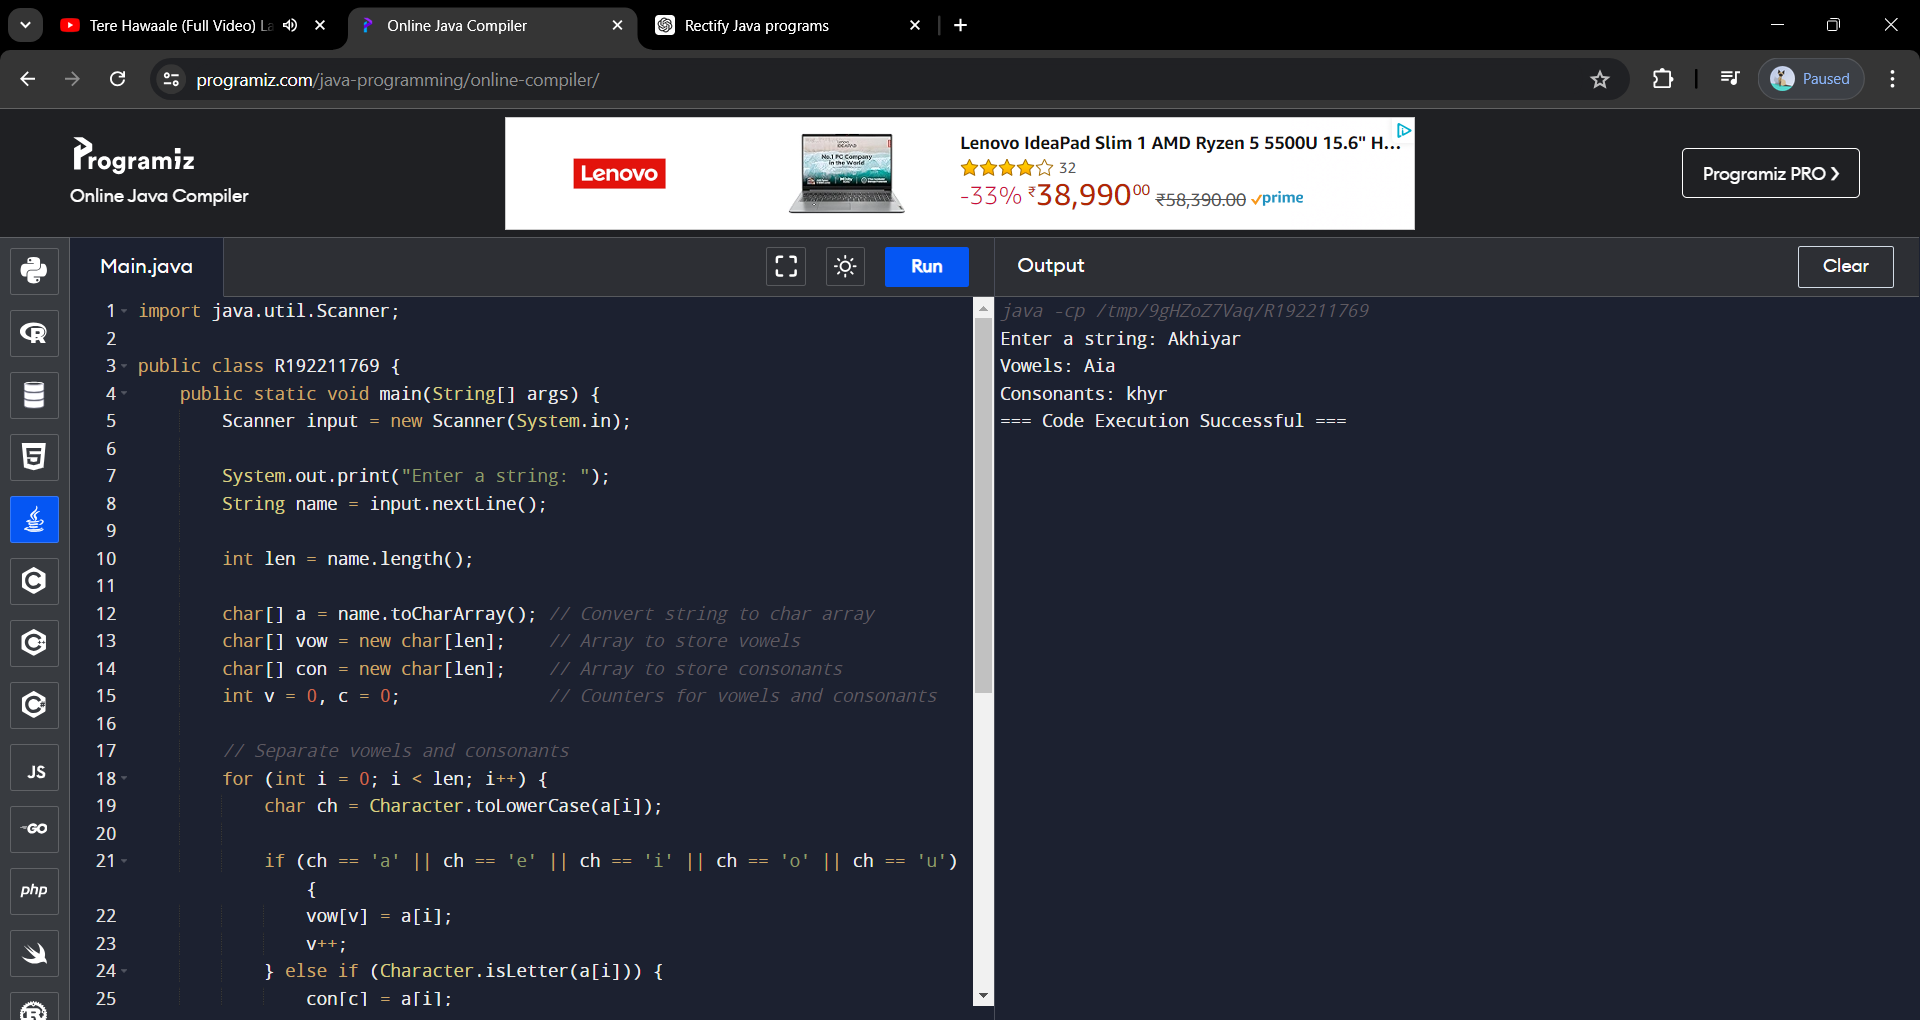 Tere Hawaale (Full Video) La
Online Java Compiler
Rectify Java programs
programiz.com/java-programming/online-compiler/
Paused
Programiz
Online Java Compiler
Lenovo
No.1 PC Company
in the World
Lenovo IdeaPad Slim 1 AMD Ryzen 5 5500U 15.6" H...
32
-33% ₹38,990⁰⁰ ₹58,390.00 prime
Programiz PRO
Main.java
Run
Output
Clear
1 import java.util.Scanner;
2
3 public class R192211769 {
4 public static void main(String[] args) {
5 Scanner input = new Scanner(System.in);
6
7 System.out.print("Enter a string: ");
8 String name = input.nextLine();
9
10 int len = name.length();
11
12 char[] a = name.toCharArray(); // Convert string to char array
13 char[] vow = new char[len]; // Array to store vowels
14 char[] con = new char[len]; // Array to store consonants
15 int v = 0, c = 0; // Counters for vowels and consonants
16
17 // Separate vowels and consonants
18 for (int i = 0; i < len; i++) {
19 char ch = Character.toLowerCase(a[i]);
20
21 if (ch == 'a' || ch == 'e' || ch == 'i' || ch == 'o' || ch == 'u')
{
22 vow[v] = a[i];
23 v++;
24 } else if (Character.isLetter(a[i])) {
25 con[c] = a[i];
java -cp /tmp/9gHZoZ7Vaq/R192211769
Enter a string: Akhiyar
Vowels: Aia
Consonants: khyr
=== Code Execution Successful ===
R
5
C
C
C
JS
GO
php
R